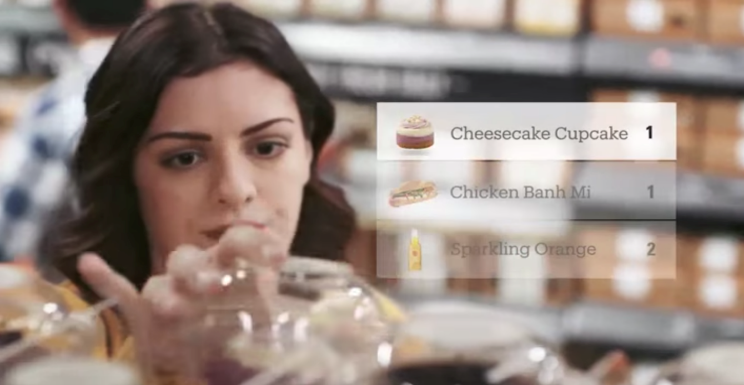 Cheesecake Cupcake 1
Chicken Banh Mi 1
Sparkling Orange 2